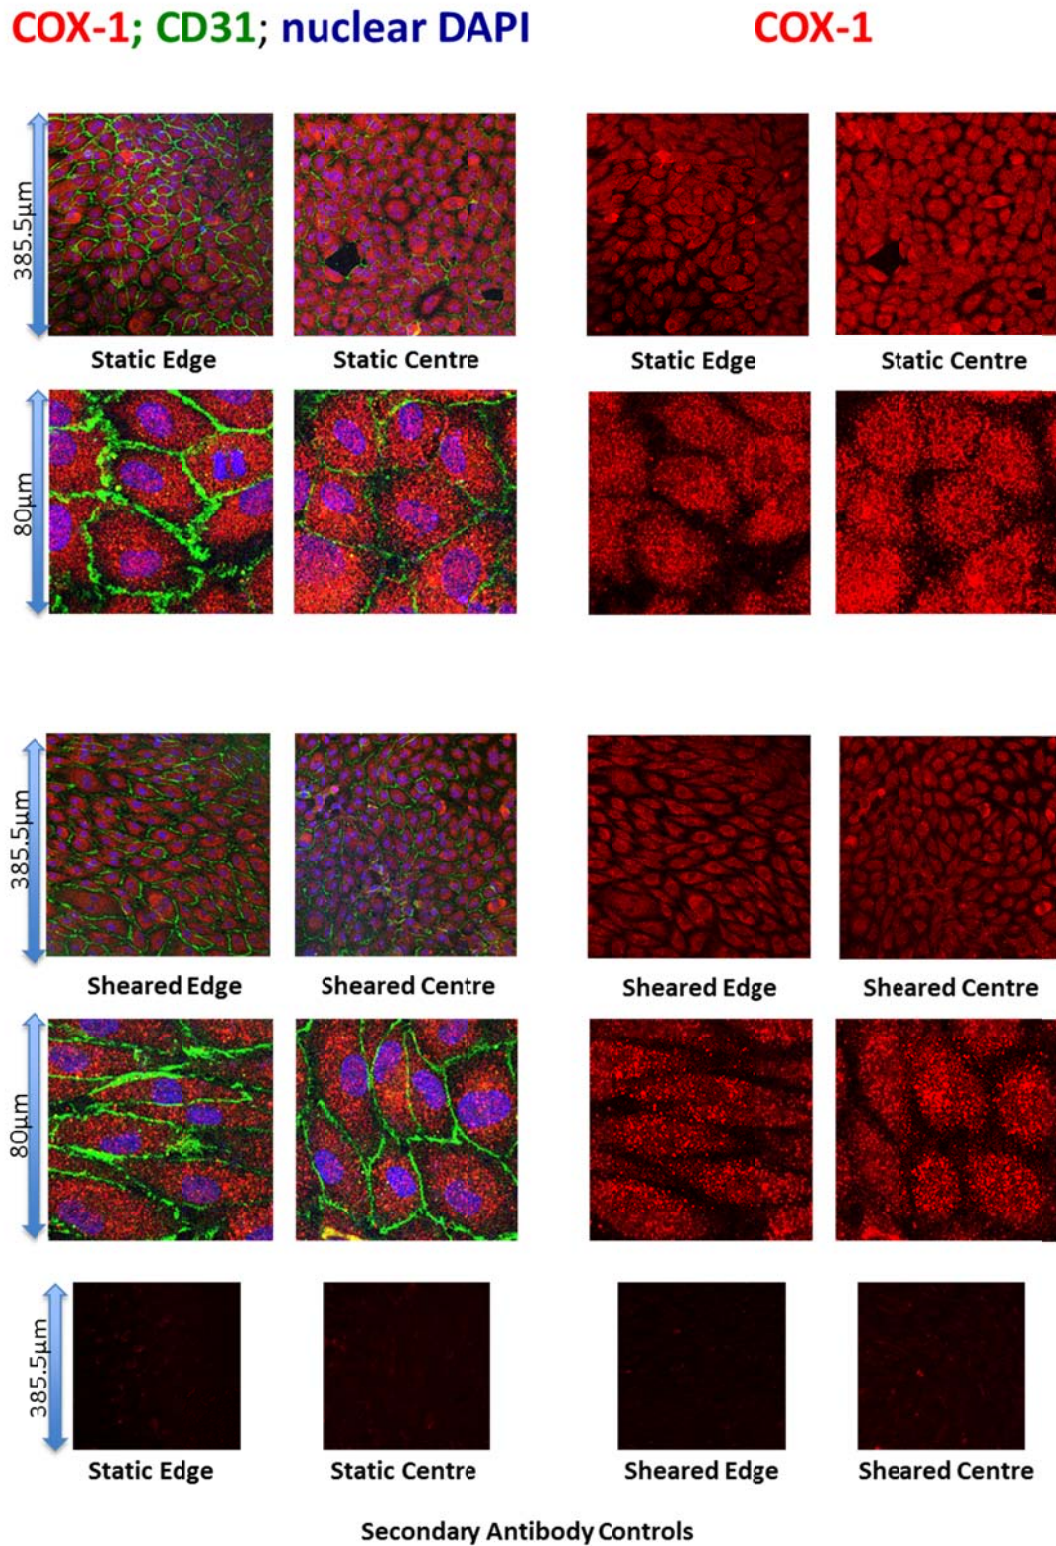 COX-1; CD31; nuclear DAPI
COX-1
385.5µm
Static Edge
Static Centre
Static Edge
Static Centre
80µm
385.5µm
Sheared Edge
Sheared Centre
Sheared Edge
Sheared Centre
80µm
385.5µm
Static Edge
Static Centre
Sheared Edge
Sheared Centre
Secondary Antibody Controls